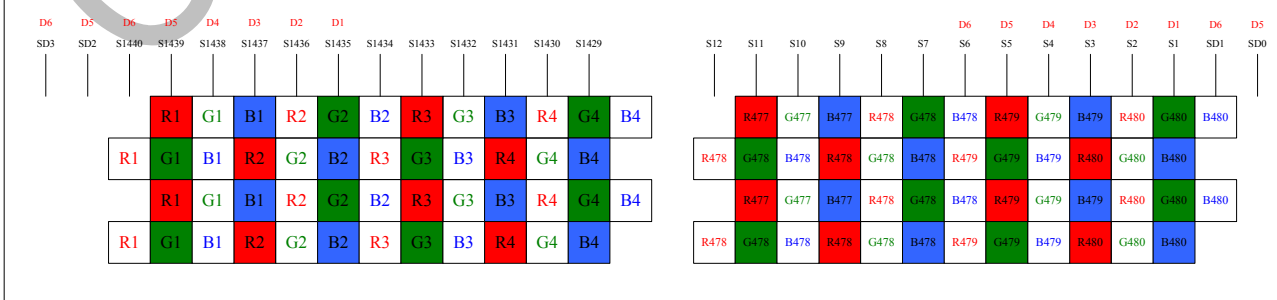 D6 D5 D6 D5 D4 D3 D2 D1 D6 D5 D4 D3 D2 D1 D6 D5
SD3 SD2 S1440 S1439 S1438 S1437 S1436 S1435 S1434 S1433 S1432 S1431 S1430 S1429 S12 S11 S10 S9 S8 S7 S6 S5 S4 S3 S2 S1 SD1 SD0
R1 G1 B1 R2 G2 B2 R3 G3 B3 R4 G4 B4 R477 G477 B477 R478 G478 B478 R479 G479 B479 R480 G480 B480
R1 G1 B1 R2 G2 B2 R3 G3 B3 R4 G4 B4 R478 G478 B478 R478 G478 B478 R479 G479 B479 R480 G480 B480
R1 G1 B1 R2 G2 B2 R3 G3 B3 R4 G4 B4 R477 G477 B477 R478 G478 B478 R479 G479 B479 R480 G480 B480
R1 G1 B1 R2 G2 B2 R3 G3 B3 R4 G4 B4 R478 G478 B478 R478 G478 B478 R479 G479 B479 R480 G480 B480